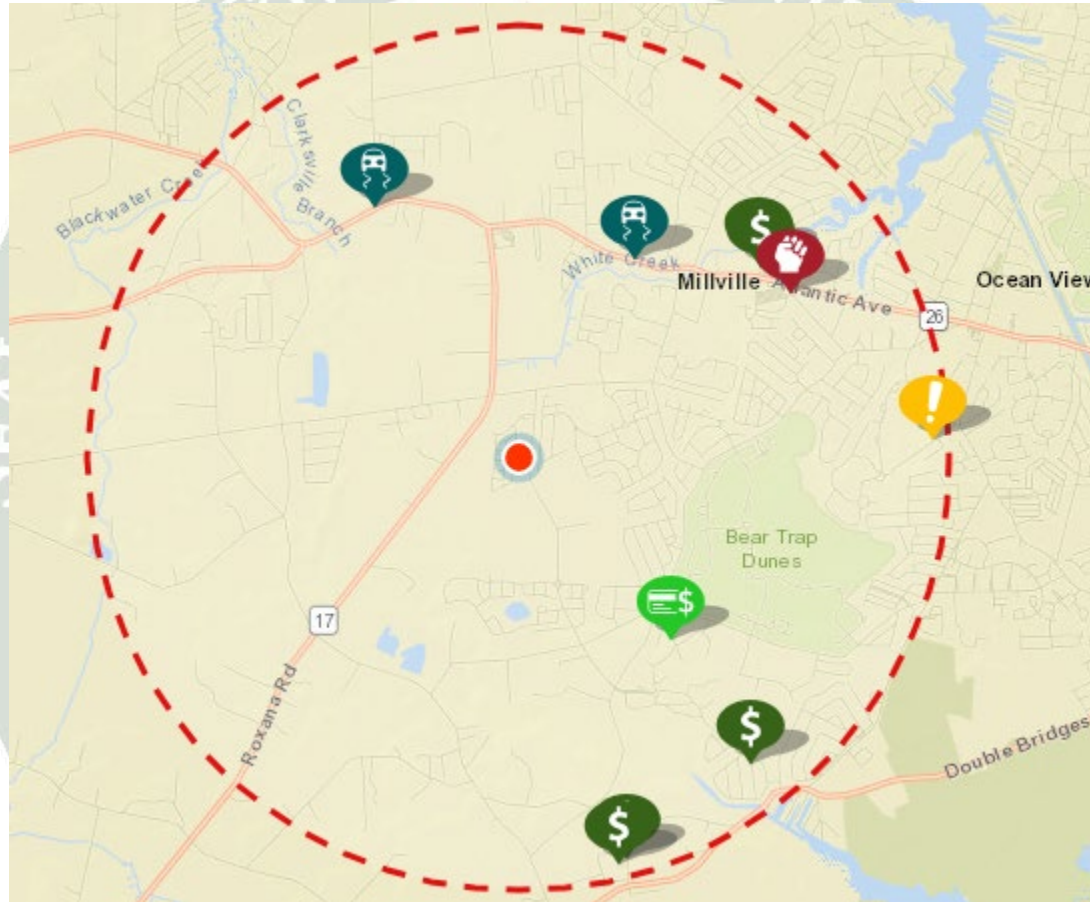 Clarksville
Branch
Blackwater Creek
$
White Creek
Millville
Atlantic Ave
Ocean View
26
!
Bear Trap
Dunes
$
17
Roxana Rd
$
Double Bridges
$